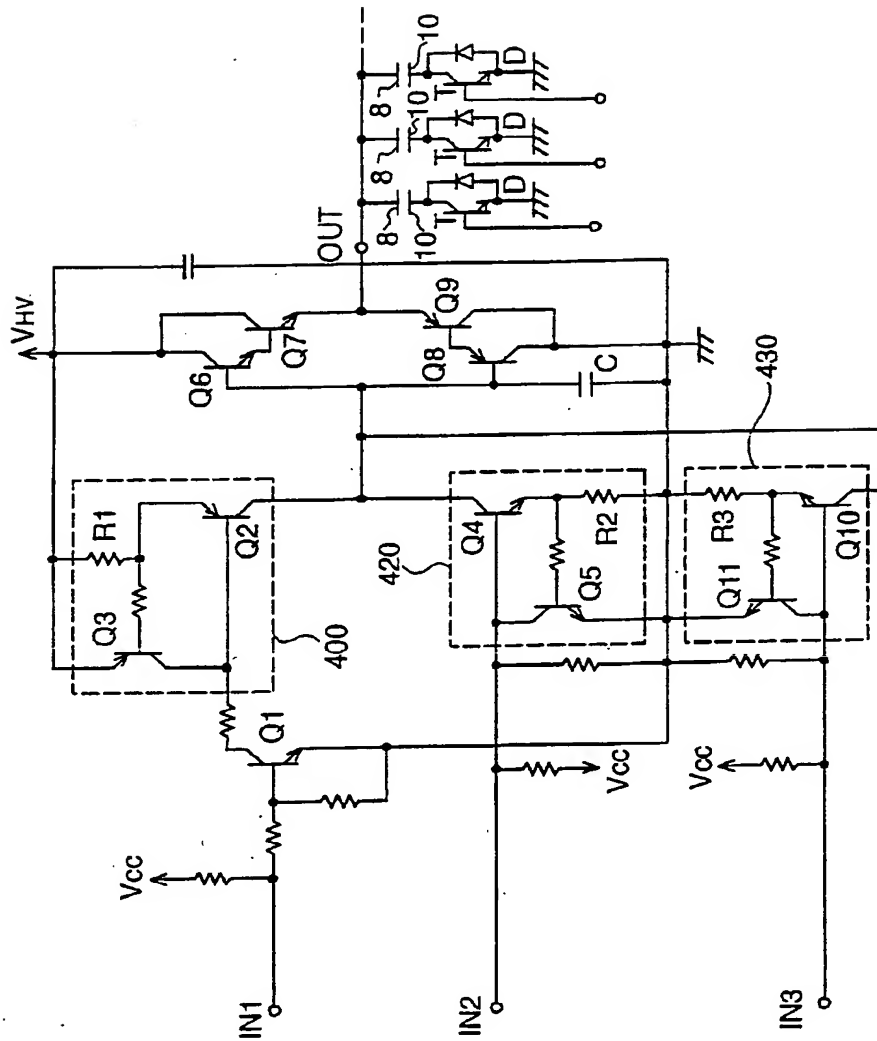 VHV
OUT
8 10
8 10
8 10
T D
T D
T D
Q6
Q7
Q8
Q9
C
430
Q3
R1
Q2
400
Q1
Vcc
420
Q4
Q5
R2
R3
Q11
Q10
Vcc
Vcc
IN1
IN2
IN3